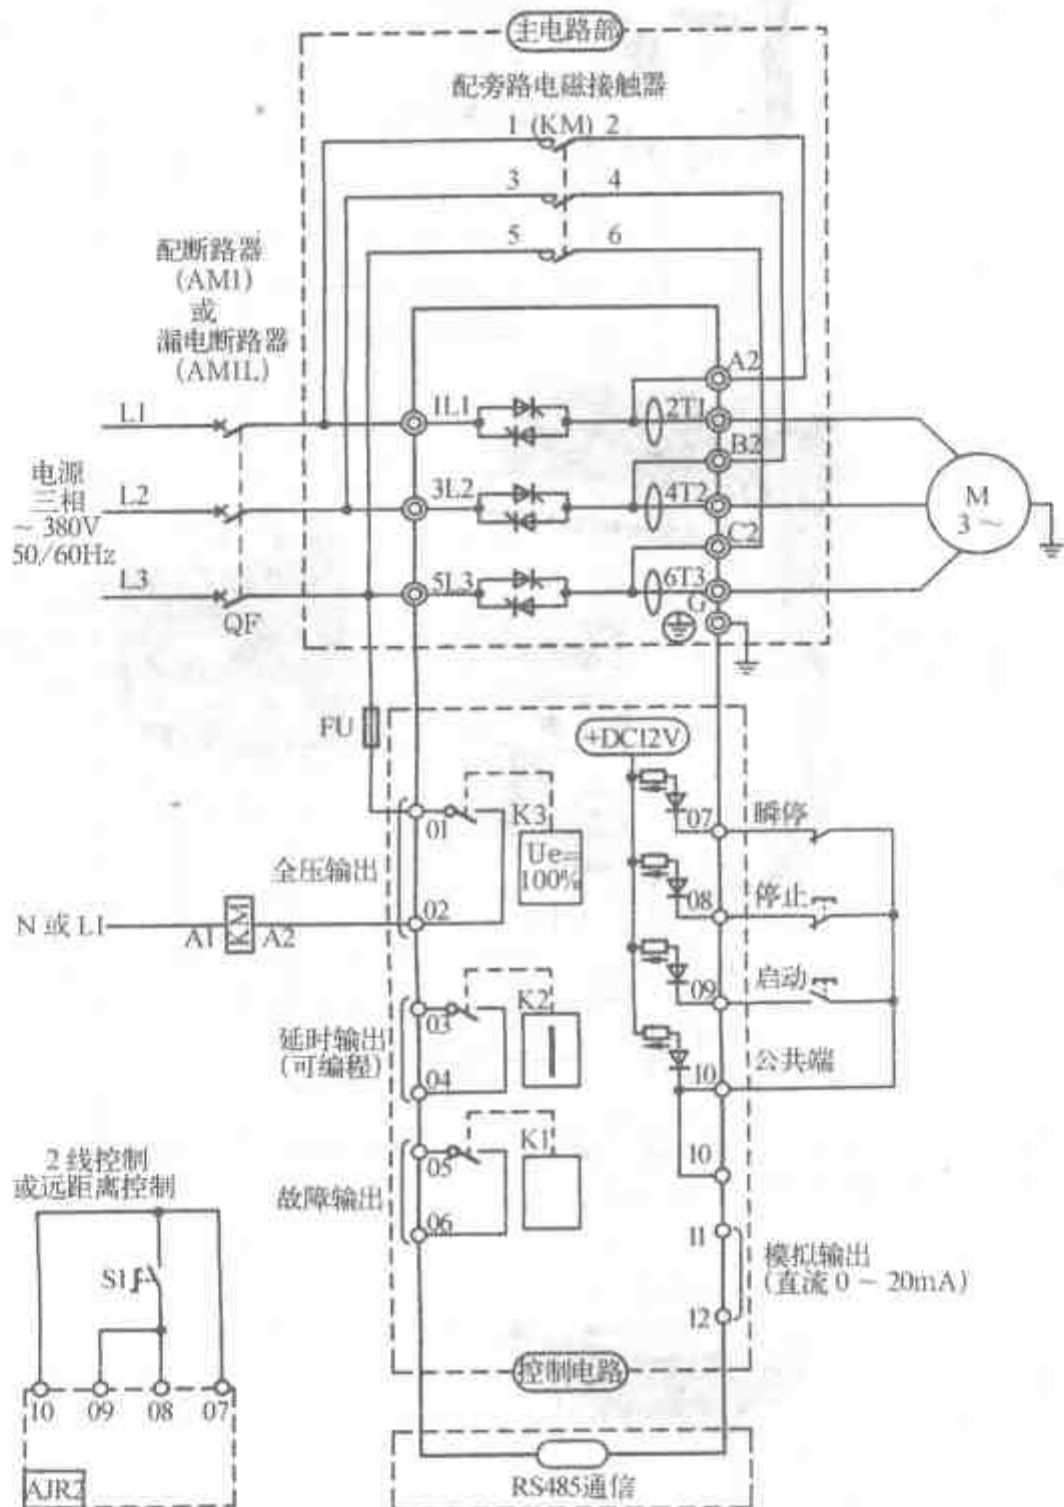 主电路部
配旁路电磁接触器
1 (KM) 2
3 4
5 6
配断路器
(AM1)
或
漏电断路器
(AM1L)
A2
L1 1L1 2T1
B2
电源
三相
~ 380V
50/60Hz
L2 3L2 4T2
M
3 ~
C2
L3 5L3 6T3
QF G
FU
+DC12V
01 K3 07 瞬停
Ue=
100%
全压输出
02 08 停止
N 或 L1 A1 KM A2
03 K2 09 启动
延时输出
(可编程)
04 10 公共端
05 K1 10
故障输出
06
11
模拟输出
(直流 0 ~ 20mA)
12
2 线控制
或远距离控制
S1
10 09 08 07
AJR2
控制电路
RS485通信